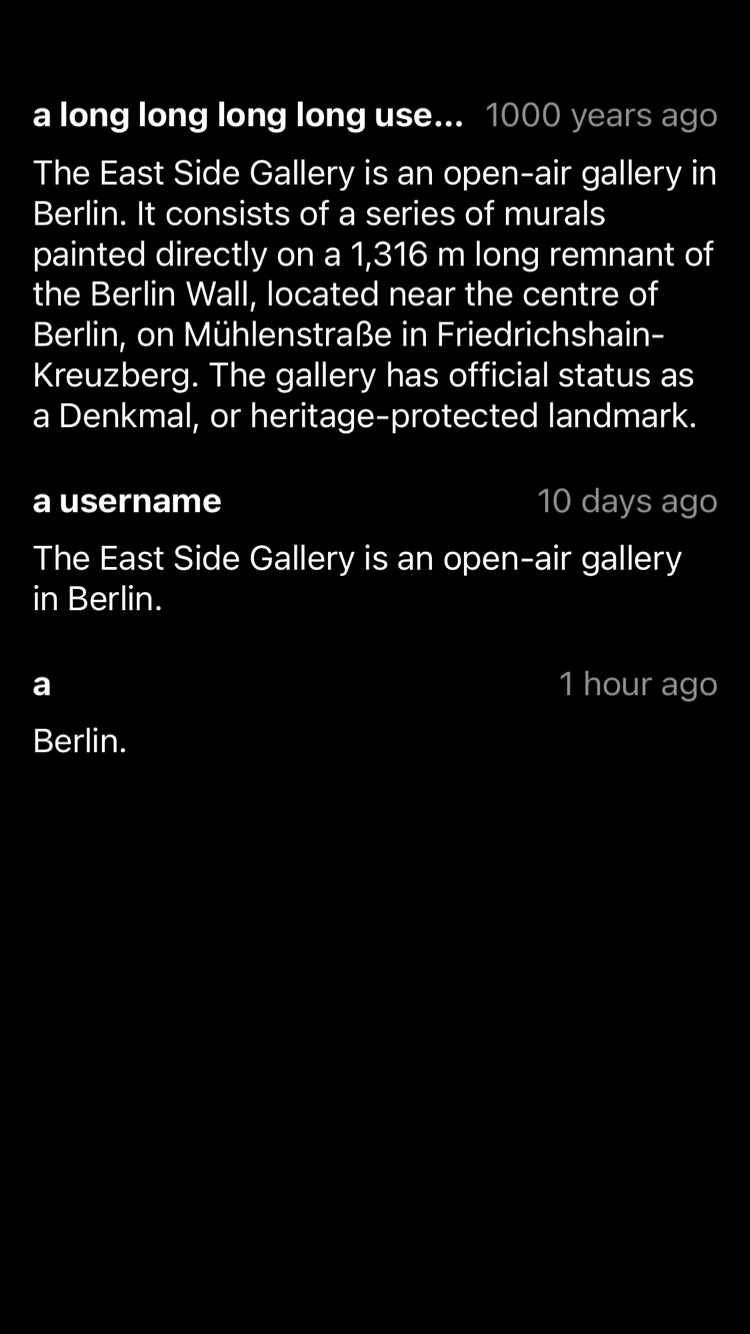 a long long long long use... 1000 years ago
The East Side Gallery is an open-air gallery in
Berlin. It consists of a series of murals
painted directly on a 1,316 m long remnant of
the Berlin Wall, located near the centre of
Berlin, on Mühlenstraße in Friedrichshain-
Kreuzberg. The gallery has official status as
a Denkmal, or heritage-protected landmark.
a username 10 days ago
The East Side Gallery is an open-air gallery
in Berlin.
a 1 hour ago
Berlin.